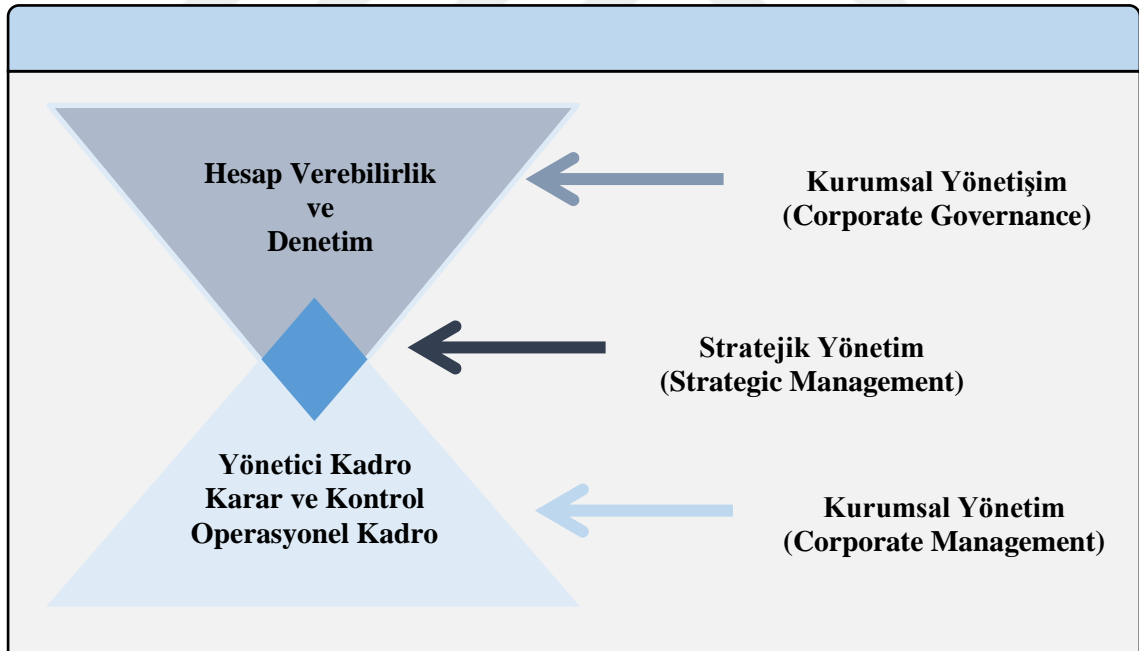 Hesap Verebilirlik
ve
Denetim
Kurumsal Yönetişim
(Corporate Governance)
Stratejik Yönetim
(Strategic Management)
Yönetici Kadro
Karar ve Kontrol
Operasyonel Kadro
Kurumsal Yönetim
(Corporate Management)